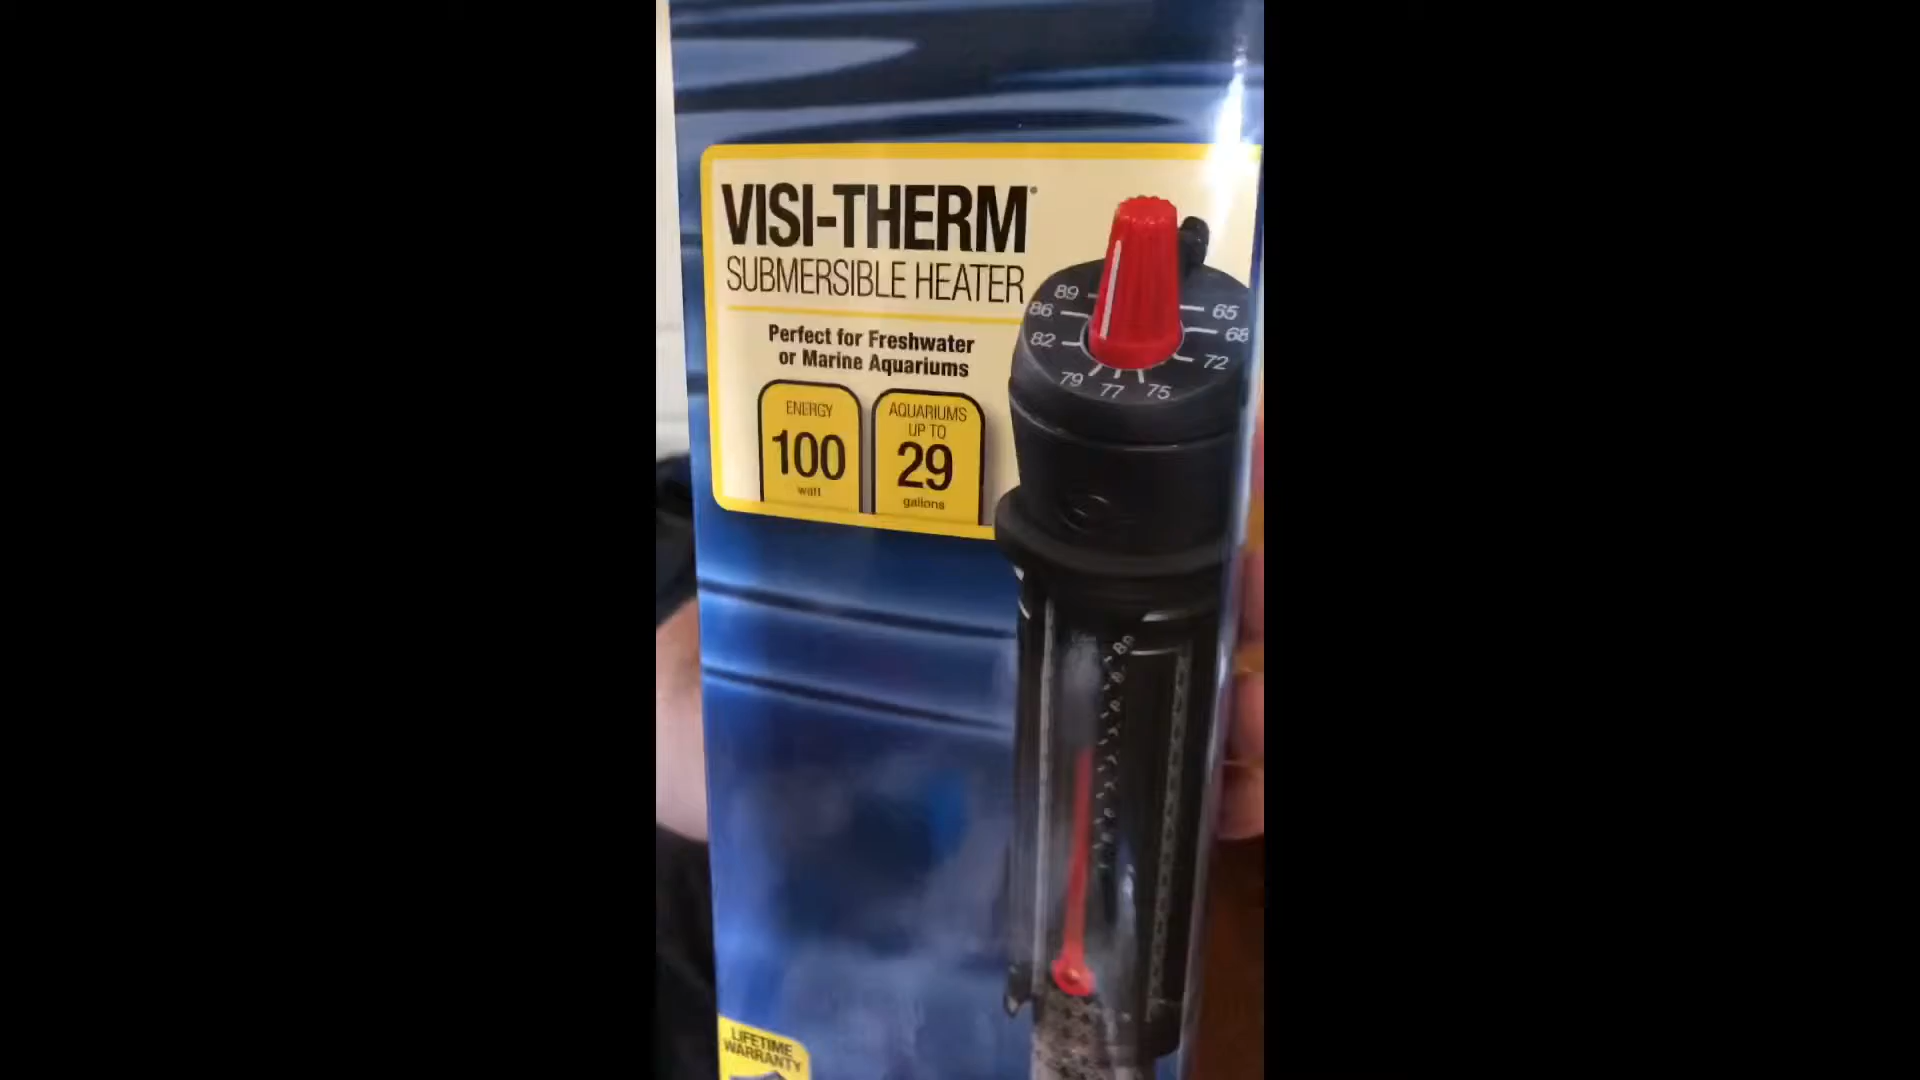 VISI-THERM®
SUBMERSIBLE HEATER
Perfect for Freshwater
or Marine Aquariums
ENERGY
100
watt
AQUARIUMS
UP TO
29
gallons
89
86
82
79
77
75
72
68
65
LIFETIME
WARRANTY